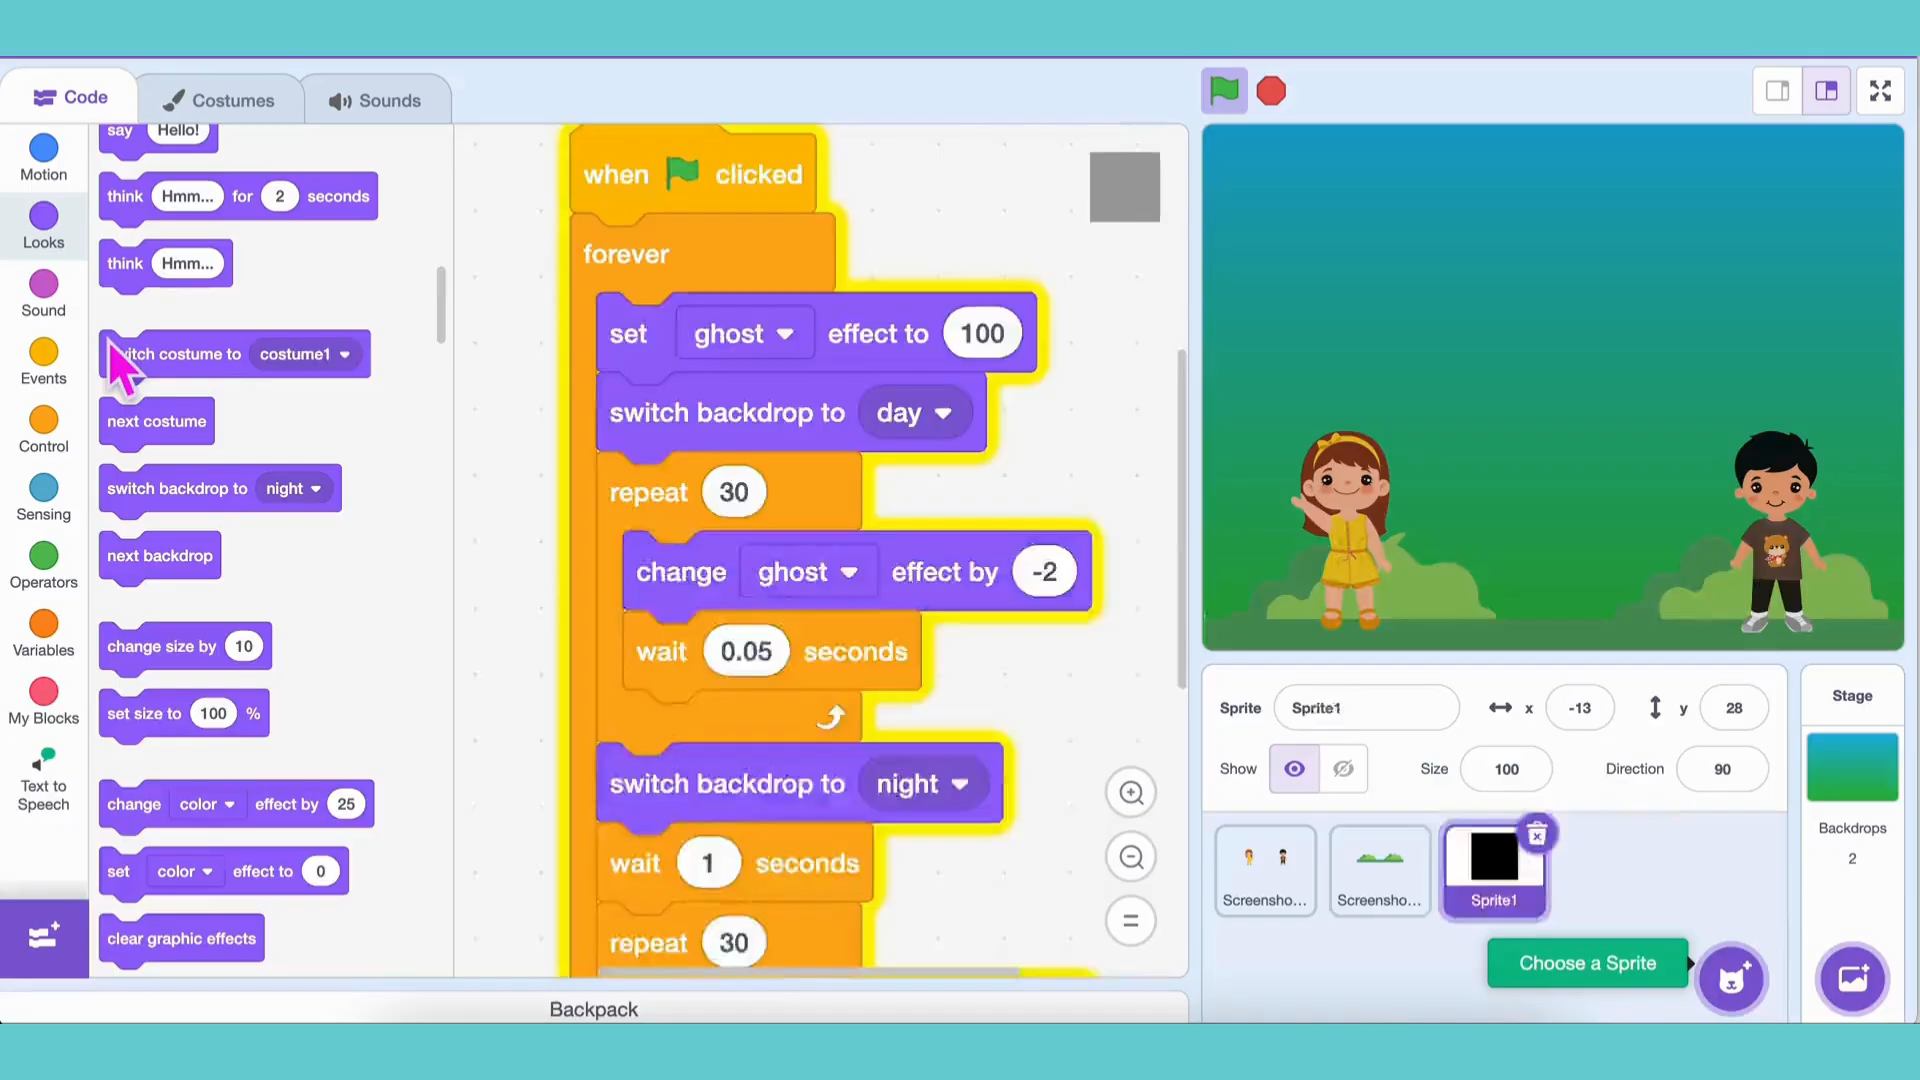 Code
Costumes
Sounds
Motion
Looks
Sound
Events
Control
Sensing
Operators
Variables
My Blocks
Text to
Speech
say Hello!
think Hmm... for 2 seconds
think Hmm...
itch costume to costume1
next costume
switch backdrop to night
next backdrop
change size by 10
set size to 100 %
change color effect by 25
set color effect to 0
clear graphic effects
when clicked
forever
set ghost effect to 100
switch backdrop to day
repeat 30
change ghost effect by -2
wait 0.05 seconds
switch backdrop to night
wait 1 seconds
repeat 30
Backpack
Sprite Sprite1 x -13 y 28
Show Size 100 Direction 90
Screensho...
Screensho...
Sprite1
Choose a Sprite
Stage
Backdrops
2